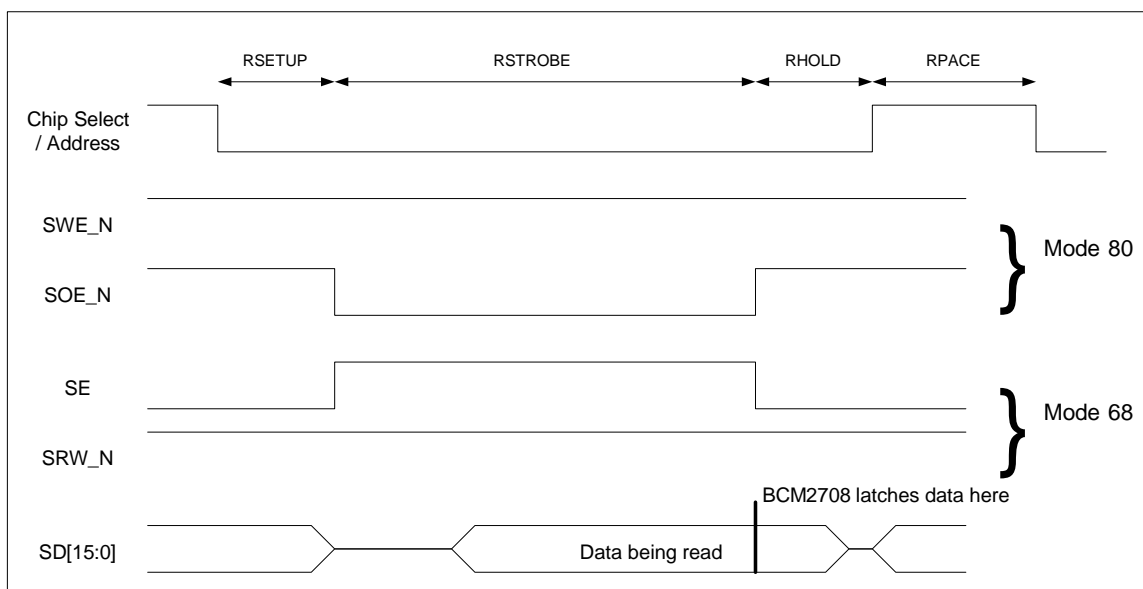 RSETUP RSTROBE RHOLD RPACE
Chip Select
/ Address
SWE_N
Mode 80
SOE_N
SE
Mode 68
SRW_N
BCM2708 latches data here
SD[15:0] Data being read